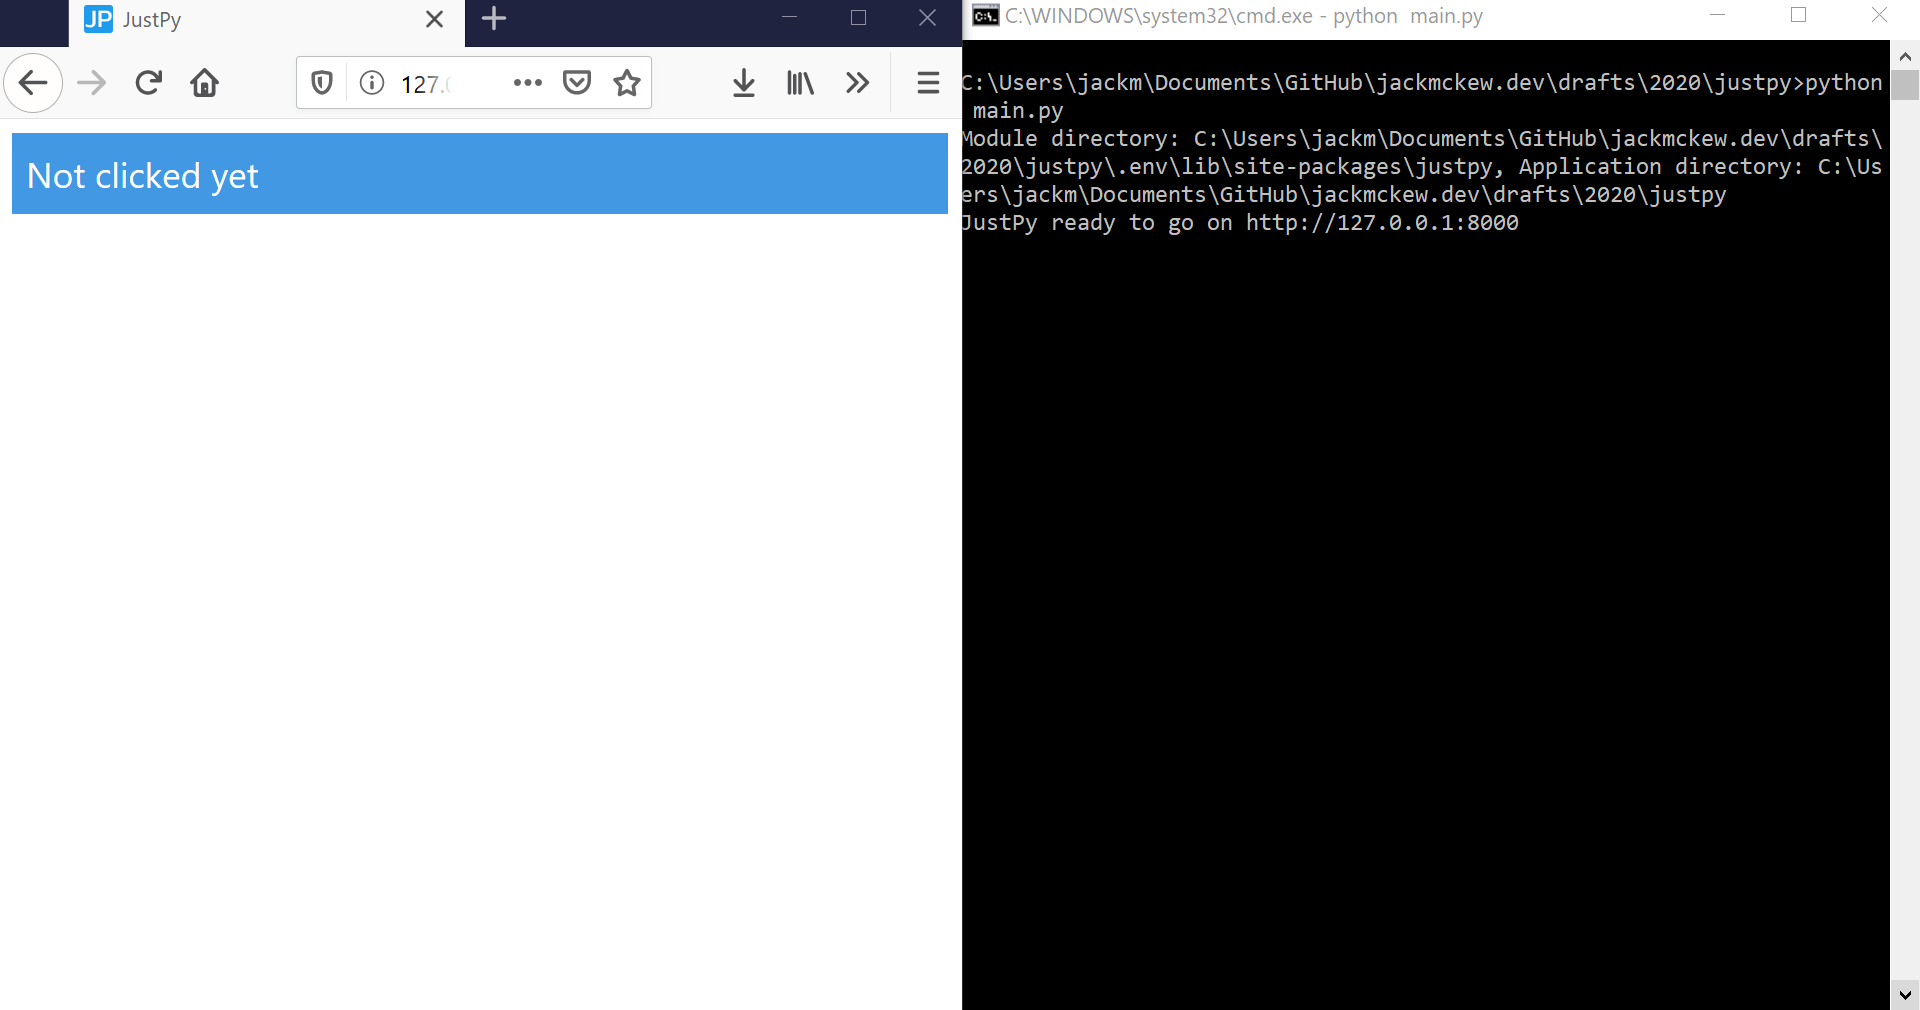 JP JustPy
127.0
Not clicked yet
C:\WINDOWS\system32\cmd.exe - python  main.py
C:\Users\jackm\Documents\GitHub\jackmckew.dev\drafts\2020\justpy>python
 main.py
Module directory: C:\Users\jackm\Documents\GitHub\jackmckew.dev\drafts\
2020\justpy\.env\lib\site-packages\justpy, Application directory: C:\Us
ers\jackm\Documents\GitHub\jackmckew.dev\drafts\2020\justpy
JustPy ready to go on http://127.0.0.1:8000